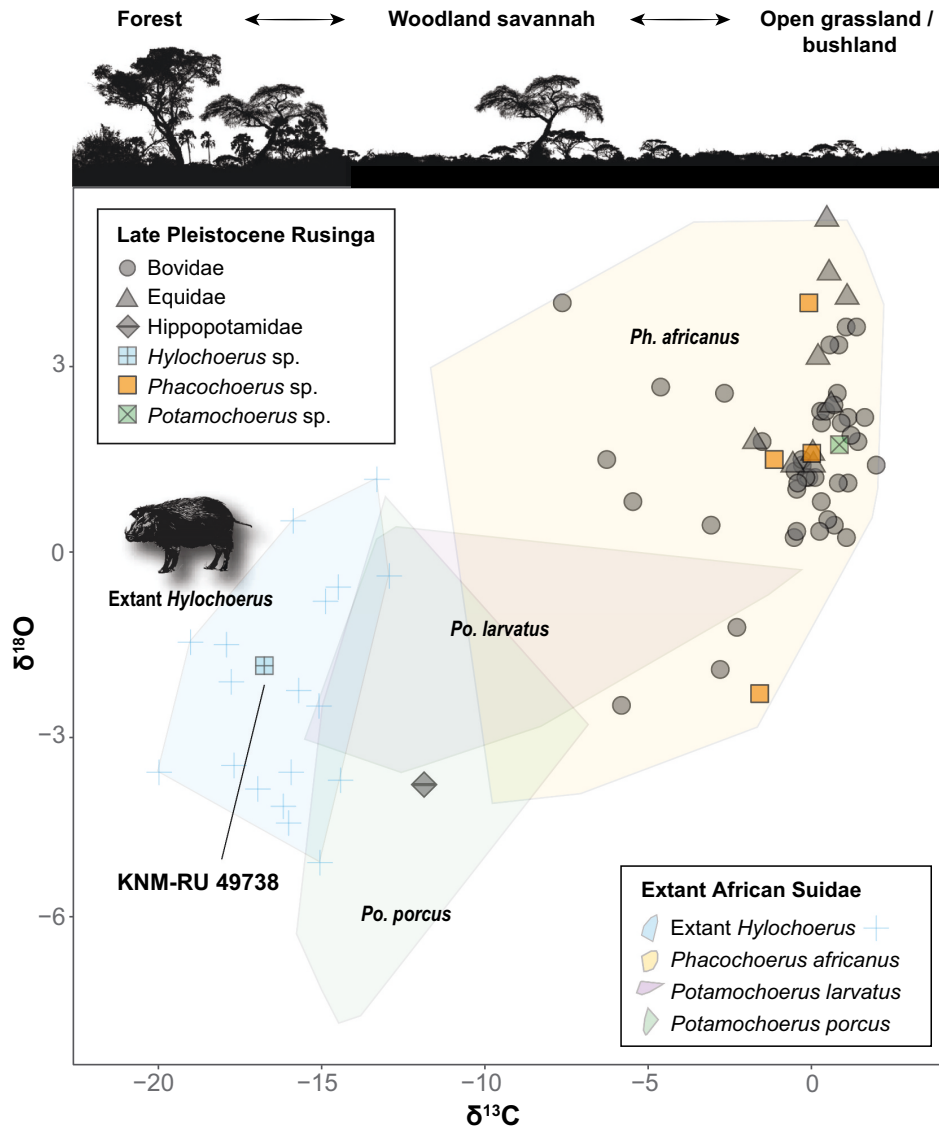 Forest
Woodland savannah
Open grassland /
bushland
Late Pleistocene Rusinga
Bovidae
Equidae
Hippopotamidae
Hylochoerus sp.
Phacochoerus sp.
Potamochoerus sp.
Ph. africanus
Extant Hylochoerus
Po. larvatus
KNM-RU 49738
Po. porcus
Extant African Suidae
Extant Hylochoerus
Phacochoerus africanus
Potamochoerus larvatus
Potamochoerus porcus
3
0
−3
−6
δ18O
−20
−15
−10
−5
0
δ13C